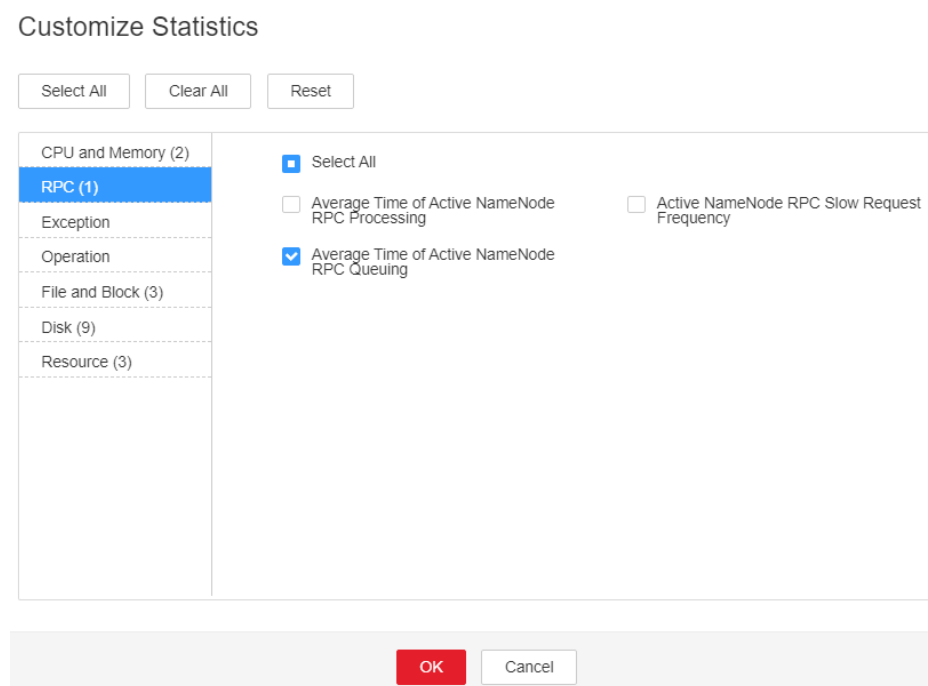 Customize Statistics
Select All
Clear All
Reset
CPU and Memory (2)
RPC (1)
Exception
Operation
File and Block (3)
Disk (9)
Resource (3)
Select All
Average Time of Active NameNode
RPC Processing
Active NameNode RPC Slow Request
Frequency
Average Time of Active NameNode
RPC Queuing
OK
Cancel